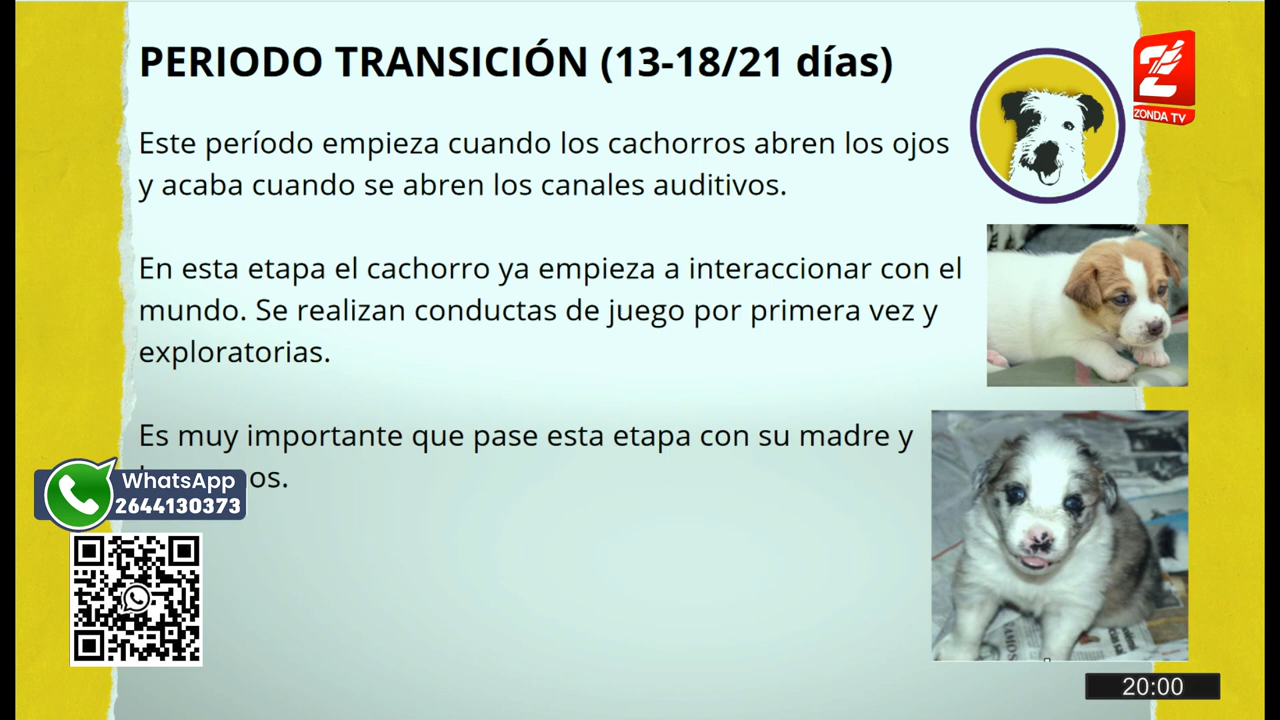 PERIODO TRANSICIÓN (13-18/21 días)
ZONDA TV
Este período empieza cuando los cachorros abren los ojos
y acaba cuando se abren los canales auditivos.
En esta etapa el cachorro ya empieza a interaccionar con el
mundo. Se realizan conductas de juego por primera vez y
exploratorias.
Es muy importante que pase esta etapa con su madre y
os.
WhatsApp
2644130373
20:00